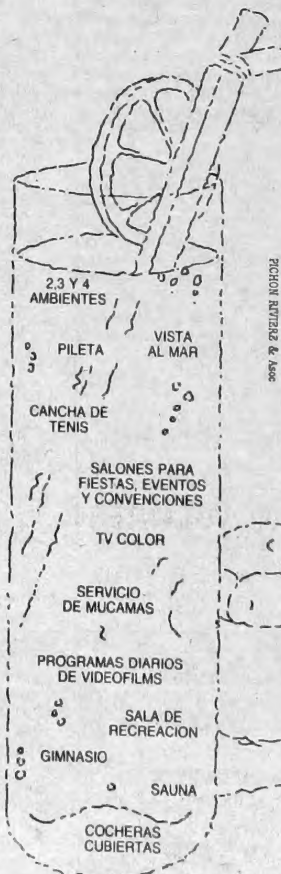 2,3 Y 4
AMBIENTES
PILETA
VISTA
AL MAR
CANCHA DE
TENIS
SALONES PARA
FIESTAS, EVENTOS
Y CONVENCIONES
TV COLOR
SERVICIO
DE MUCAMAS
PROGRAMAS DIARIOS
DE VIDEOFILMS
SALA DE
RECREACION
GIMNASIO
SAUNA
COCHERAS
CUBIERTAS
PICHON RIVIERE & Asoc